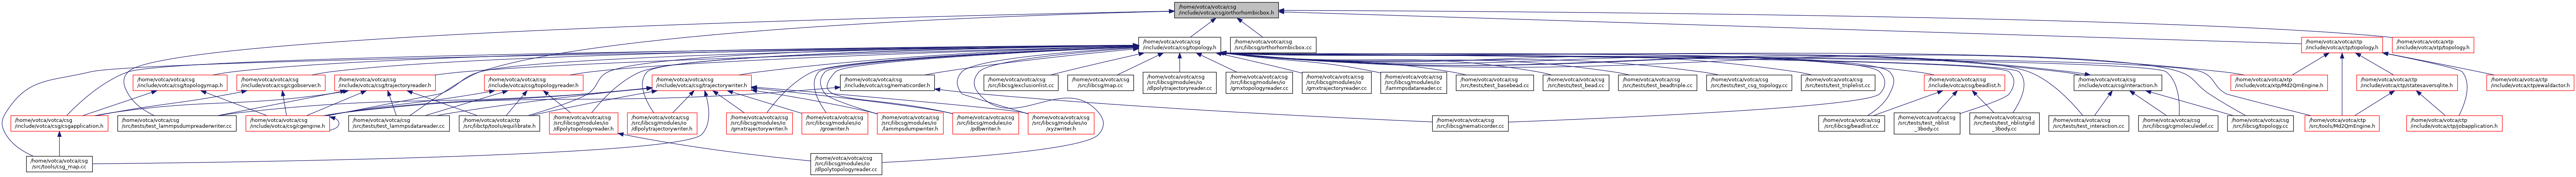 /home/votca/votca/csg
/include/votca/csg/orthorhombicbox.h
/home/votca/votca/csg
/include/votca/csg/topology.h
/home/votca/votca/csg
/src/libcsg/orthorhombicbox.cc
/home/votca/votca/ctp
/include/votca/ctp/topology.h
/home/votca/votca/xtp
/include/votca/xtp/topology.h
/home/votca/votca/csg
/include/votca/csg/topologymap.h
/home/votca/votca/csg
/include/votca/csg/cgobserver.h
/home/votca/votca/csg
/include/votca/csg/trajectoryreader.h
/home/votca/votca/csg
/include/votca/csg/topologyreader.h
/home/votca/votca/csg
/include/votca/csg/trajectorywriter.h
/home/votca/votca/csg
/include/votca/csg/nematicorder.h
/home/votca/votca/csg
/src/libcsg/exclusionlist.cc
/home/votca/votca/csg
/src/libcsg/map.cc
/home/votca/votca/csg
/src/libcsg/modules/io
/dlpolytrajectoryreader.cc
/home/votca/votca/csg
/src/libcsg/modules/io
/gmxtopologyreader.cc
/home/votca/votca/csg
/src/libcsg/modules/io
/gmxtrajectoryreader.cc
/home/votca/votca/csg
/src/libcsg/modules/io
/lammpsdatareader.cc
/home/votca/votca/csg
/src/tests/test_basebead.cc
/home/votca/votca/csg
/src/tests/test_bead.cc
/home/votca/votca/csg
/src/tests/test_beadtriple.cc
/home/votca/votca/csg
/src/tests/test_csg_topology.cc
/home/votca/votca/csg
/src/tests/test_triplelist.cc
/home/votca/votca/csg
/include/votca/csg/beadlist.h
/home/votca/votca/csg
/include/votca/csg/interaction.h
/home/votca/votca/xtp
/include/votca/xtp/Md2QmEngine.h
/home/votca/votca/ctp
/include/votca/ctp/statesaversqlite.h
/home/votca/votca/ctp
/include/votca/ctp/ewaldactor.h
/home/votca/votca/csg
/include/votca/csg/csgapplication.h
/home/votca/votca/csg
/src/tests/test_lammpsdumpreaderwriter.cc
/home/votca/votca/csg
/include/votca/csg/cgengine.h
/home/votca/votca/csg
/src/tests/test_lammpsdatareader.cc
/home/votca/votca/ctp
/src/libctp/tools/equilibrate.h
/home/votca/votca/csg
/src/libcsg/modules/io
/dlpolytopologyreader.h
/home/votca/votca/csg
/src/libcsg/modules/io
/dlpolytrajectorywriter.h
/home/votca/votca/csg
/src/libcsg/modules/io
/gmxtrajectorywriter.h
/home/votca/votca/csg
/src/libcsg/modules/io
/growriter.h
/home/votca/votca/csg
/src/libcsg/modules/io
/lammpsdumpwriter.h
/home/votca/votca/csg
/src/libcsg/modules/io
/pdbwriter.h
/home/votca/votca/csg
/src/libcsg/modules/io
/xyzwriter.h
/home/votca/votca/csg
/src/libcsg/nematicorder.cc
/home/votca/votca/csg
/src/libcsg/beadlist.cc
/home/votca/votca/csg
/src/tests/test_nblist
_3body.cc
/home/votca/votca/csg
/src/tests/test_nblistgrid
_3body.cc
/home/votca/votca/csg
/src/tests/test_interaction.cc
/home/votca/votca/csg
/src/libcsg/cgmoleculedef.cc
/home/votca/votca/csg
/src/libcsg/topology.cc
/home/votca/votca/ctp
/src/tools/Md2QmEngine.h
/home/votca/votca/ctp
/include/votca/ctp/jobapplication.h
/home/votca/votca/csg
/src/tools/csg_map.cc
/home/votca/votca/csg
/src/libcsg/modules/io
/dlpolytopologyreader.cc